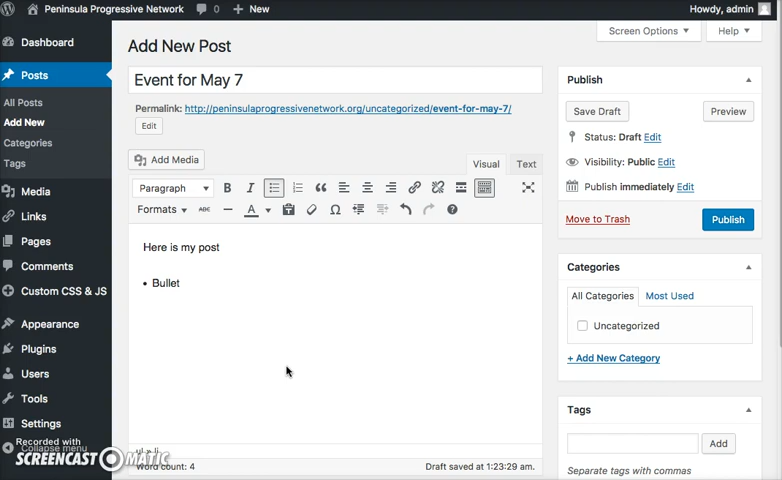 Peninsula Progressive Network 0 New Howdy, admin
Dashboard
Posts
All Posts
Add New
Categories
Tags
Media
Links
Pages
Comments
Custom CSS & JS
Appearance
Plugins
Users
Tools
Settings
Collapse menu
Recorded with
SCREENCAST MATIC
Screen Options Help
Add New Post
Event for May 7
Permalink: http://peninsulaprogressivenetwork.org/uncategorized/event-for-may-7/
Edit
Add Media
Visual Text
Paragraph B I
Formats ABC A
Here is my post
• Bullet
Word count: 4 Draft saved at 1:23:29 am.
Publish
Save Draft Preview
Status: Draft Edit
Visibility: Public Edit
Publish immediately Edit
Move to Trash Publish
Categories
All Categories Most Used
Uncategorized
+ Add New Category
Tags
Add
Separate tags with commas